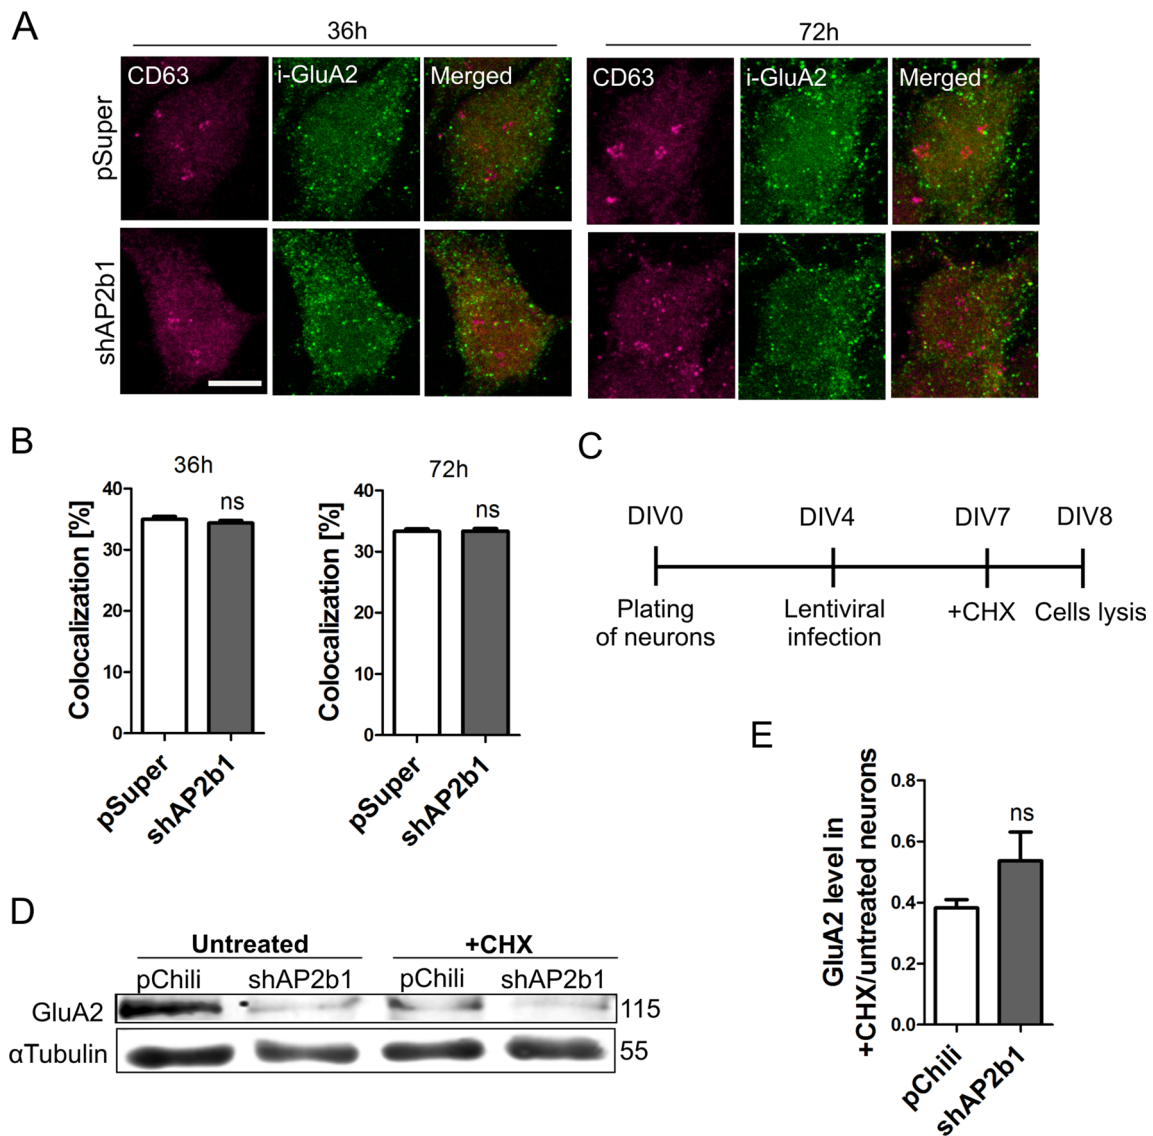 A
36h
72h
CD63
i-GluA2
Merged
CD63
i-GluA2
Merged
pSuper
shAP2b1
B
36h
72h
Colocalization [%]
40
30
20
10
0
ns
pSuper
shAP2b1
Colocalization [%]
40
30
20
10
0
ns
pSuper
shAP2b1
C
DIV0
DIV4
DIV7
DIV8
Plating
of neurons
Lentiviral
infection
+CHX
Cells lysis
D
Untreated
+CHX
pChili
shAP2b1
pChili
shAP2b1
GluA2
115
αTubulin
55
E
GluA2 level in
+CHX/untreated neurons
0.8
0.6
0.4
0.2
0.0
ns
pChili
shAP2b1